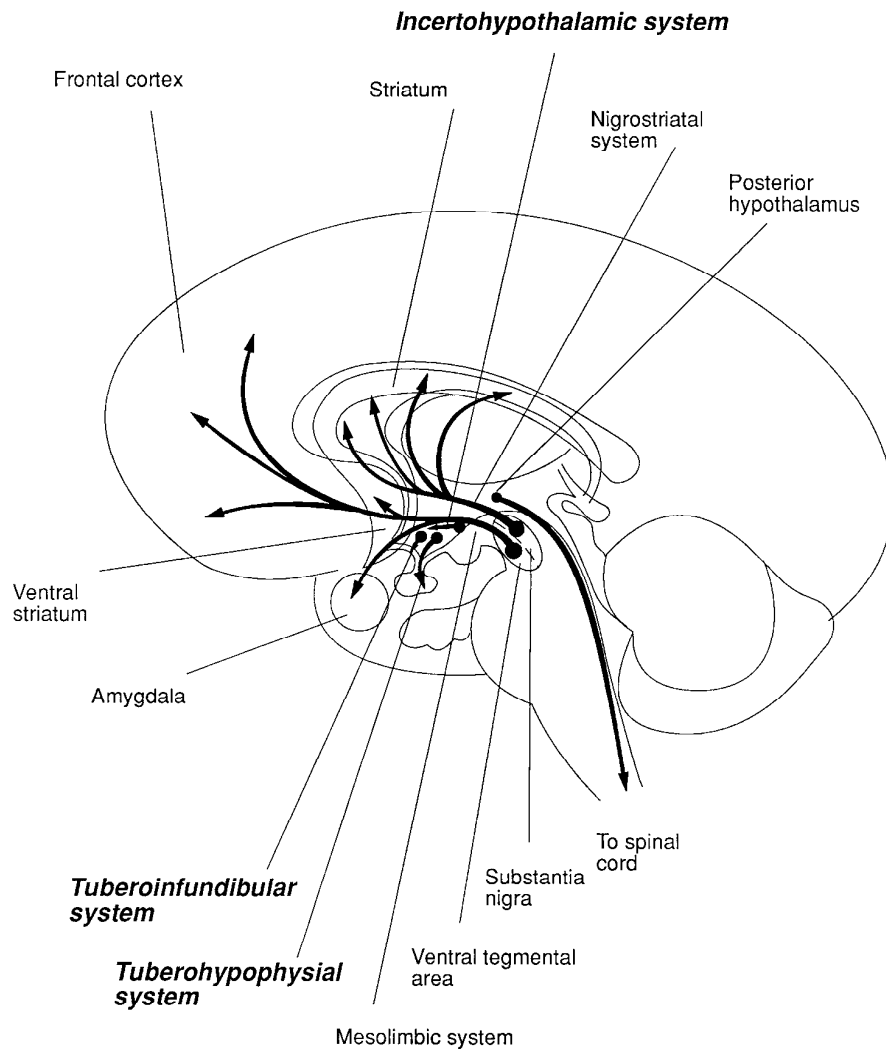 Incertohypothalamic system
Frontal cortex
Striatum
Nigrostriatal
system
Posterior
hypothalamus
Ventral
striatum
Amygdala
To spinal
cord
Substantia
nigra
Tuberoinfundibular
system
Ventral tegmental
area
Tuberohypophysial
system
Mesolimbic system